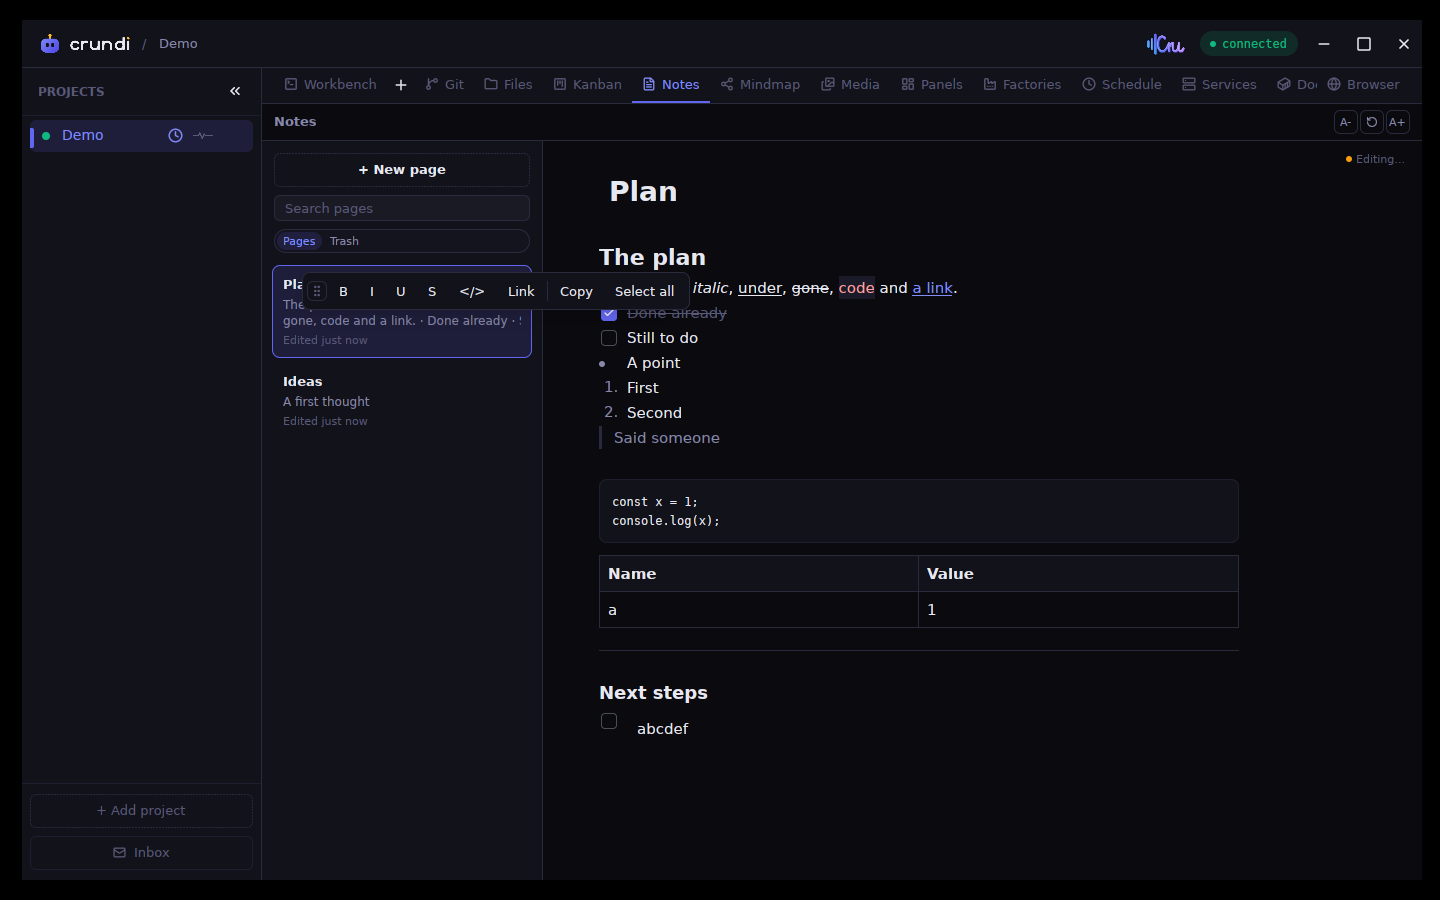 crundi / Demo
Cru
connected
PROJECTS
Workbench
Git
Files
Kanban
Notes
Mindmap
Media
Panels
Factories
Schedule
Services
Browser
Demo
Notes
A-
A+
+ New page
Search pages
Pages
Trash
Editing...
Plan
B
I
U
S
</>
Link
Copy
Select all
gone, code and a link. · Done already ·
Edited just now
Ideas
A first thought
Edited just now
The plan
italic, under, gone, code and a link.
Done already
Still to do
A point
1. First
2. Second
Said someone
const x = 1;
console.log(x);
Name Value
a 1
Next steps
abcdef
+ Add project
Inbox